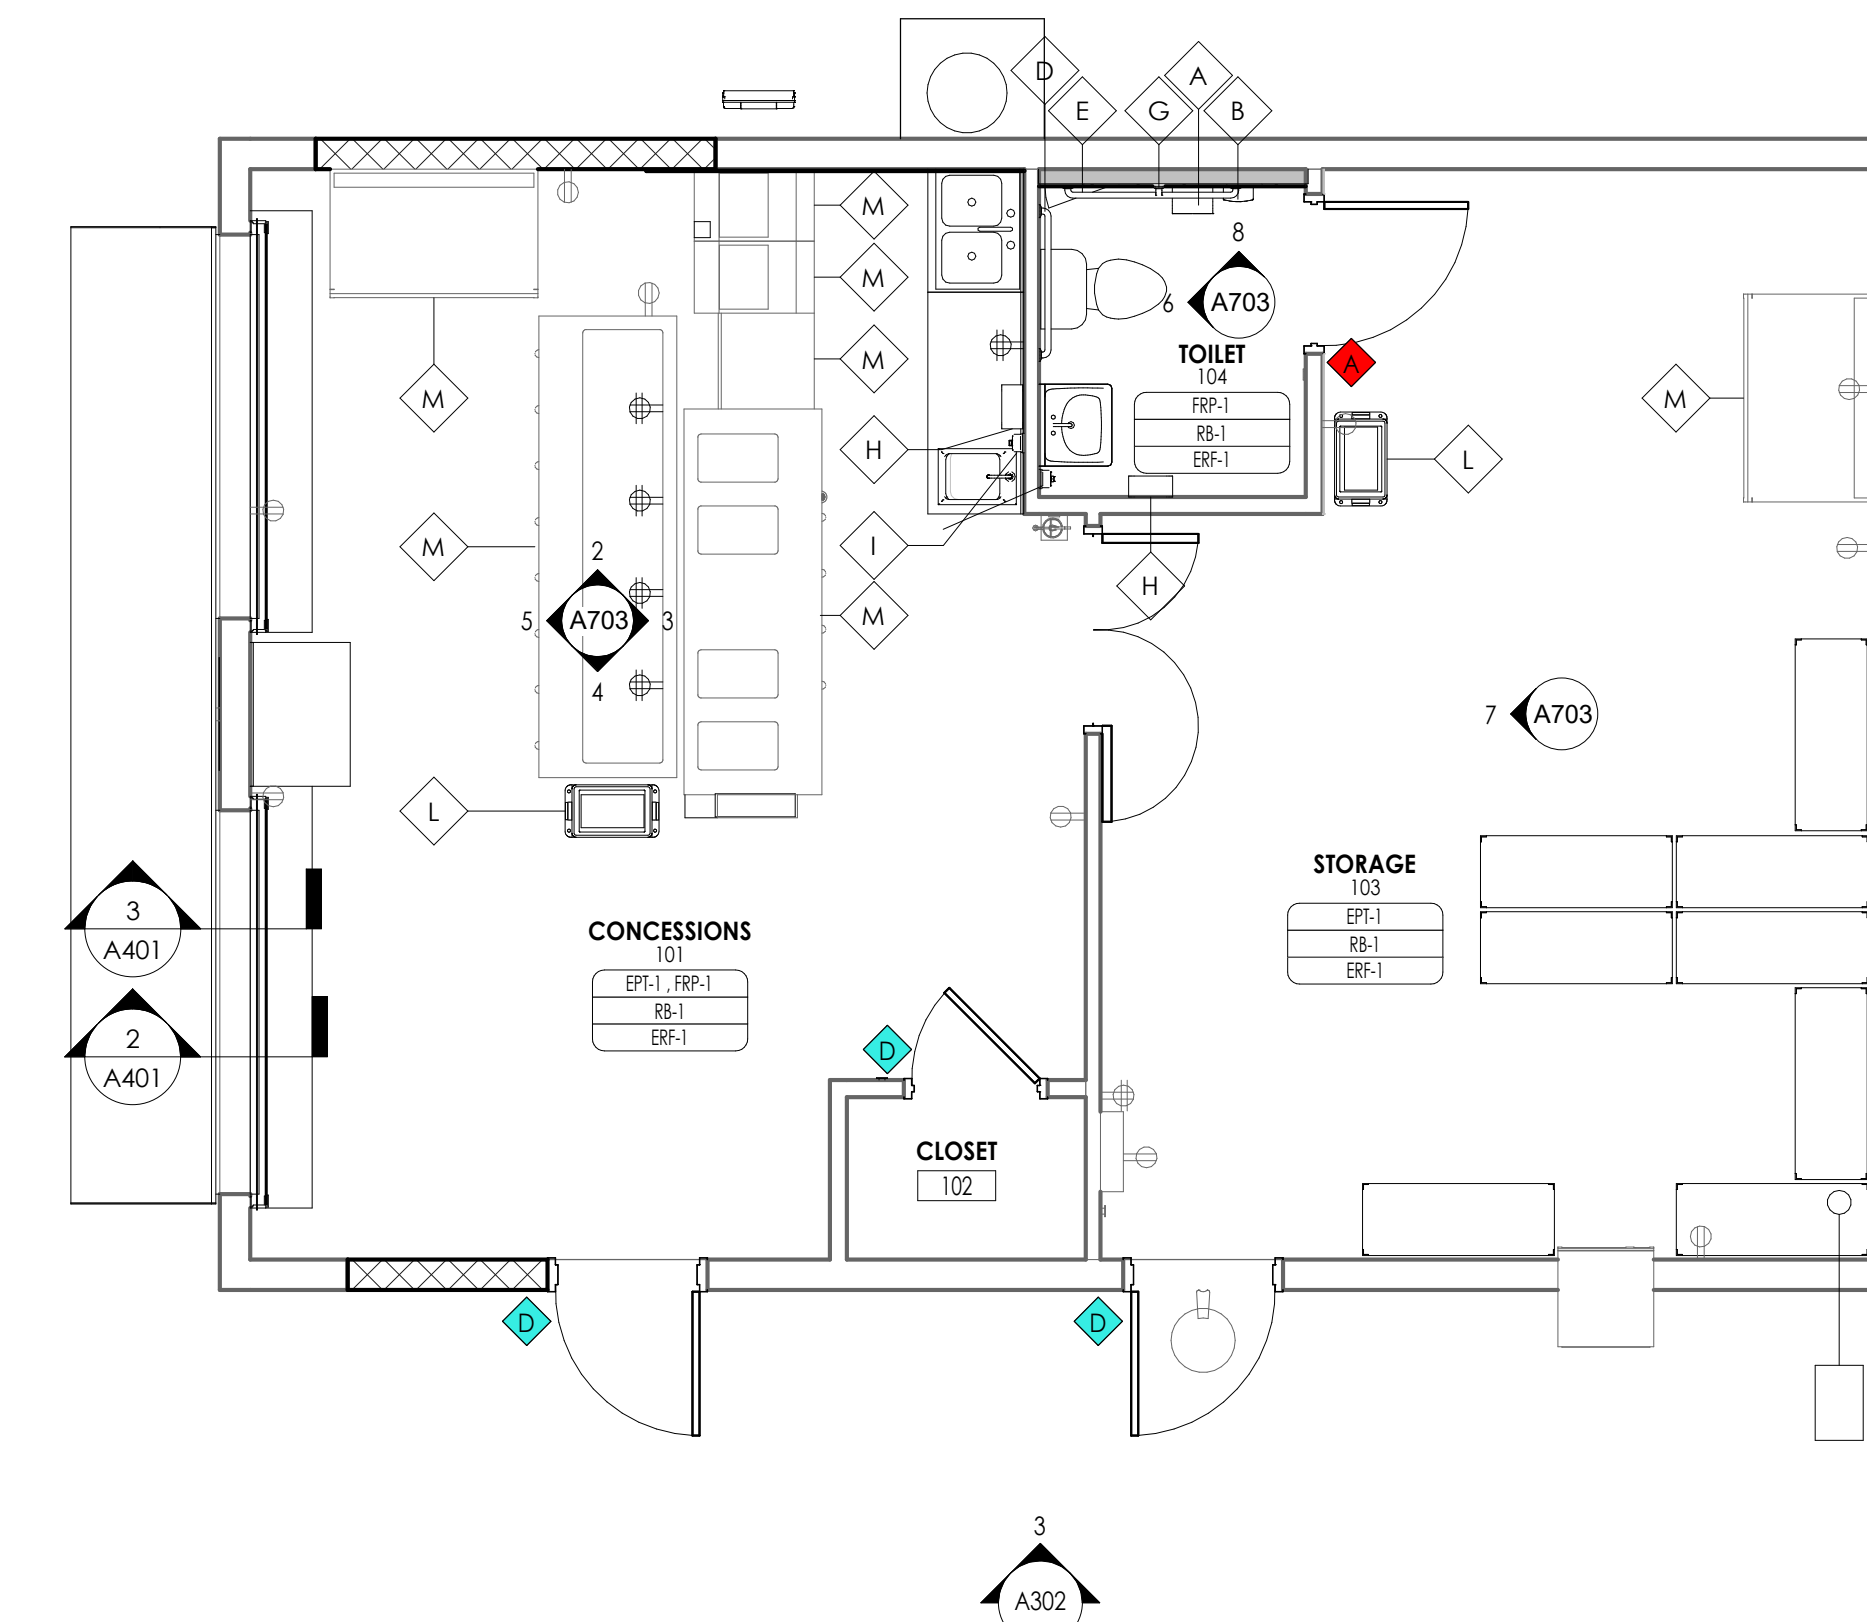 D
A
E
G
B
M
8
M
6
A703
TOILET
104
FRP-1
RB-1
ERF-1
M
A
M
M
H
L
M
I
H
2
5
A703
3
4
M
7
A703
L
STORAGE
103
EPT-1
RB-1
ERF-1
3
A401
CONCESSIONS
101
EPT-1 , FRP-1
RB-1
ERF-1
2
A401
D
CLOSET
102
D
D
3
A302